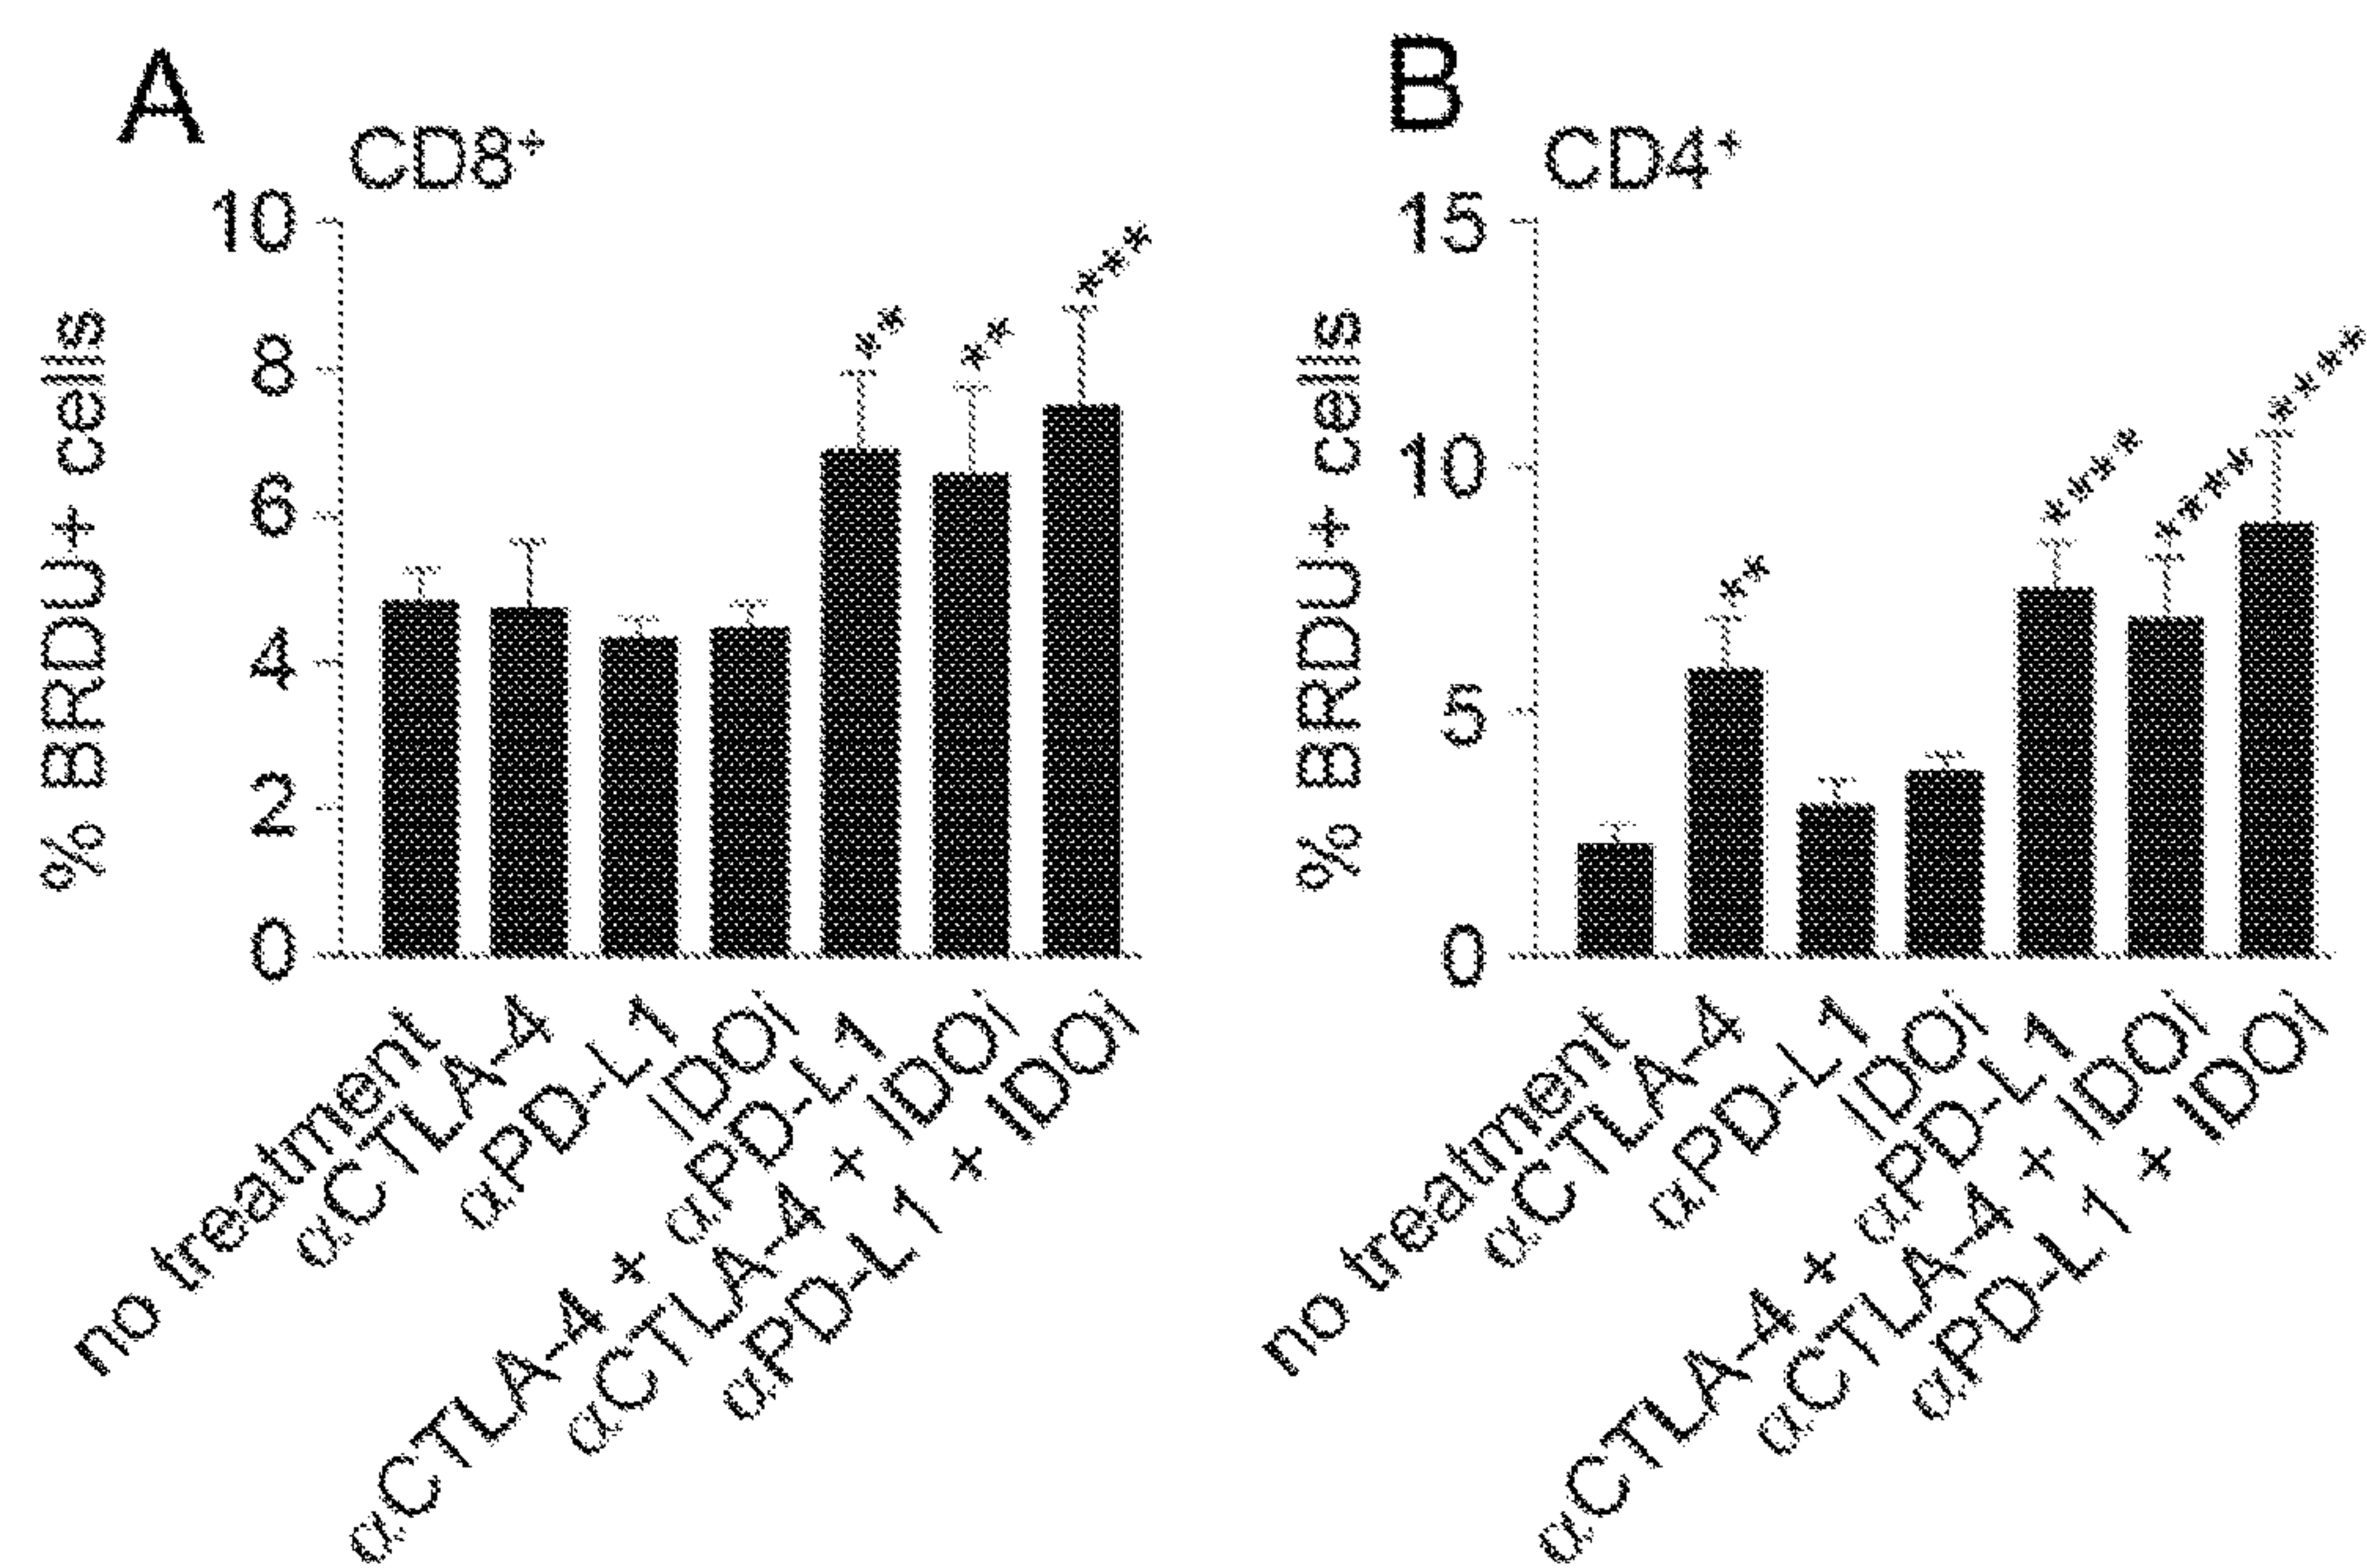 A
CD8⁺
% BRDU+ cells
10
8
6
4
2
0
**
**
***
no treatment
αCTLA-4
αPD-L1
IDOi
αCTLA-4 + αPD-L1
αCTLA-4 + IDOi
αPD-L1 + IDOi
B
CD4⁺
% BRDU+ cells
15
10
5
0
**
****
****
****
no treatment
αCTLA-4
αPD-L1
IDOi
αCTLA-4 + αPD-L1
αCTLA-4 + IDOi
αPD-L1 + IDOi